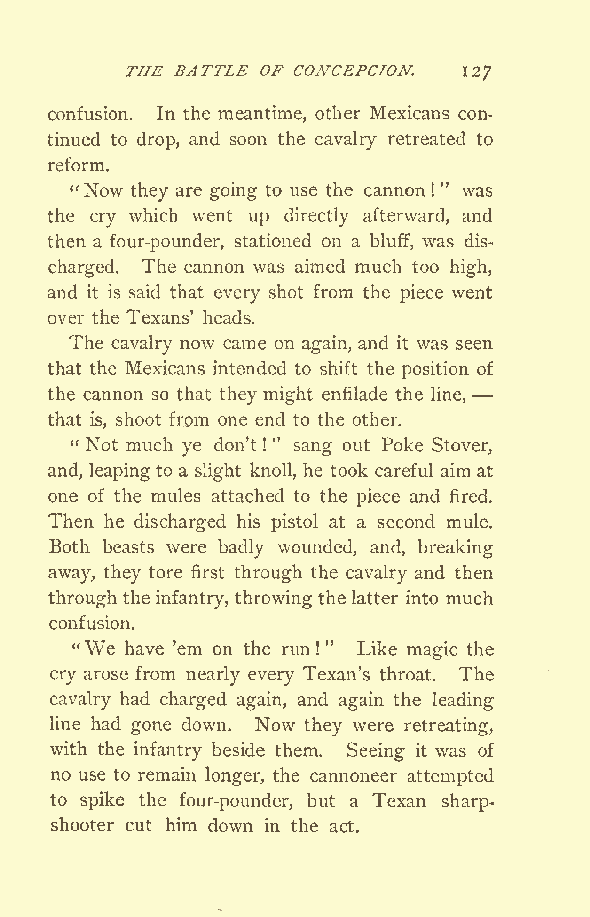 THE BATTLE OF CONCEPCION. 127
confusion. In the meantime, other Mexicans con-
tinued to drop, and soon the cavalry retreated to
reform.
"Now they are going to use the cannon!" was
the cry which went up directly afterward, and
then a four-pounder, stationed on a bluff, was dis-
charged. The cannon was aimed much too high,
and it is said that every shot from the piece went
over the Texans' heads.
The cavalry now came on again, and it was seen
that the Mexicans intended to shift the position of
the cannon so that they might enfilade the line, —
that is, shoot from one end to the other.
"Not much ye don't!" sang out Poke Stover,
and, leaping to a slight knoll, he took careful aim at
one of the mules attached to the piece and fired.
Then he discharged his pistol at a second mule.
Both beasts were badly wounded, and, breaking
away, they tore first through the cavalry and then
through the infantry, throwing the latter into much
confusion.
"We have 'em on the run!" Like magic the
cry arose from nearly every Texan's throat. The
cavalry had charged again, and again the leading
line had gone down. Now they were retreating,
with the infantry beside them. Seeing it was of
no use to remain longer, the cannoneer attempted
to spike the four-pounder, but a Texan sharp-
shooter cut him down in the act.